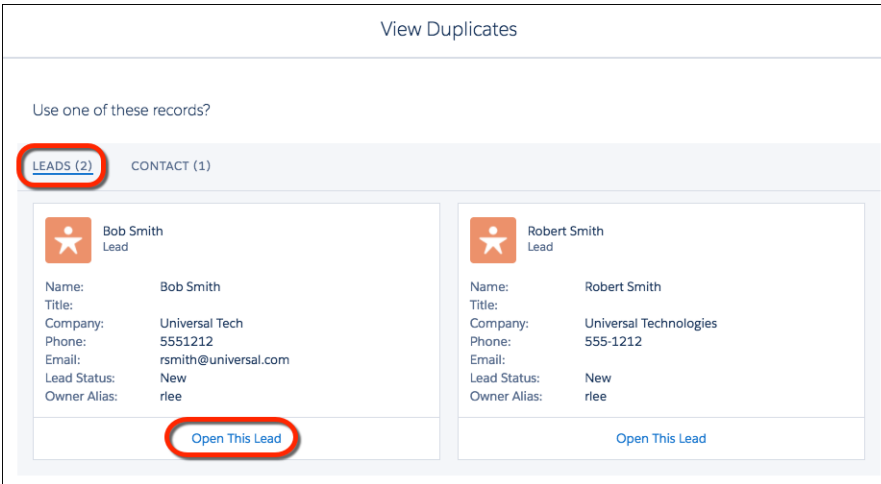 View Duplicates
Use one of these records?
LEADS (2) CONTACT (1)
Bob Smith
Lead
Name: Bob Smith
Title:
Company: Universal Tech
Phone: 5551212
Email: rsmith@universal.com
Lead Status: New
Owner Alias: rlee
Open This Lead
Robert Smith
Lead
Name: Robert Smith
Title:
Company: Universal Technologies
Phone: 555-1212
Email:
Lead Status: New
Owner Alias: rlee
Open This Lead